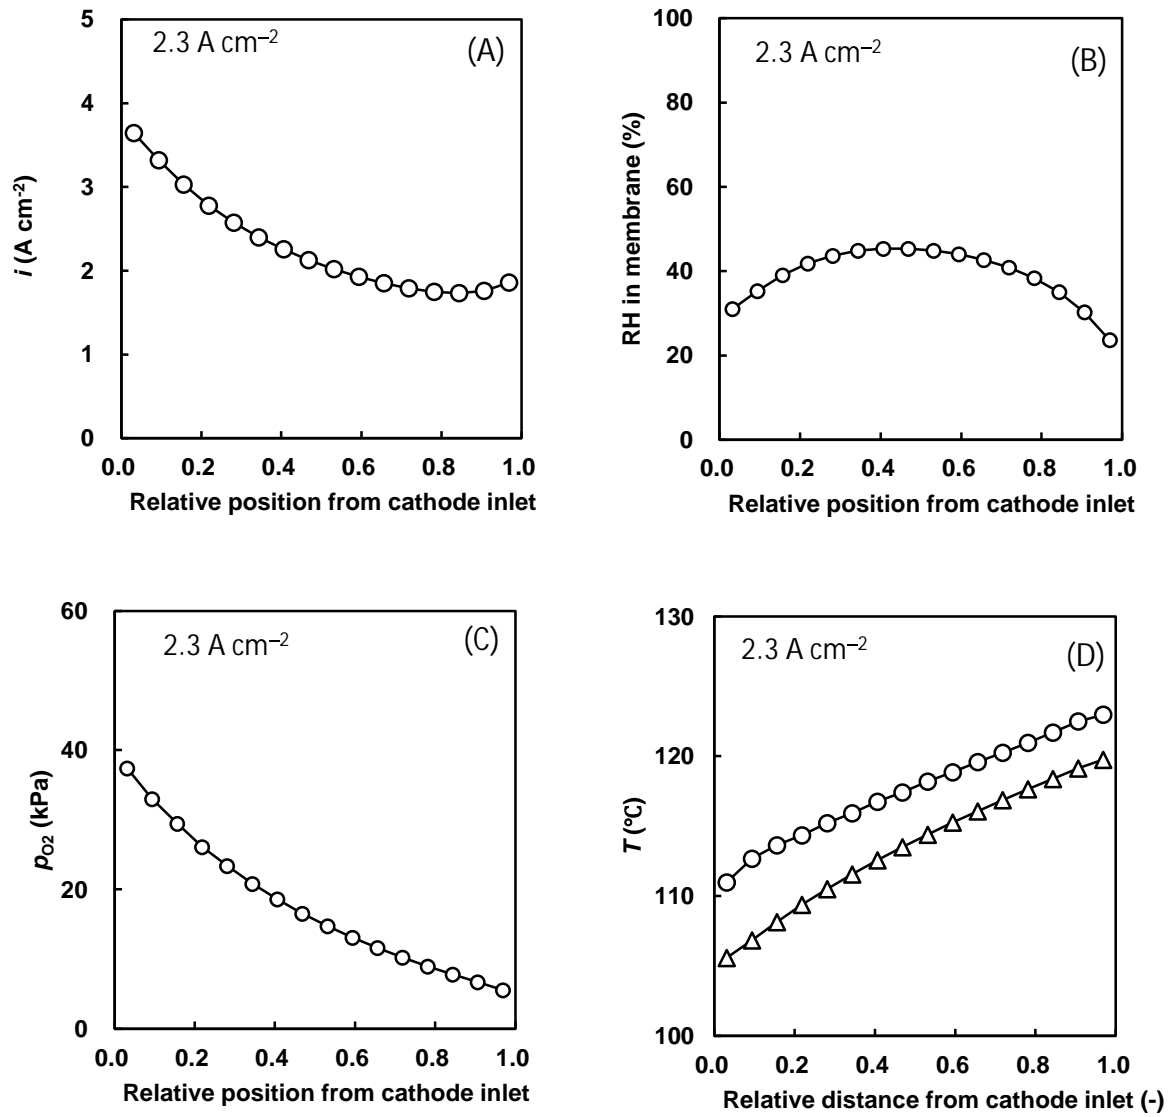 2.3 A cm–2
(A)
5
4
3
2
1
0
i (A cm-2)
0.0 0.2 0.4 0.6 0.8 1.0
Relative position from cathode inlet
2.3 A cm–2
(B)
100
80
60
40
20
0
RH in membrane (%)
0.0 0.2 0.4 0.6 0.8 1.0
Relative position from cathode inlet
2.3 A cm–2
(C)
60
40
20
0
pO2 (kPa)
0.0 0.2 0.4 0.6 0.8 1.0
Relative position from cathode inlet
2.3 A cm–2
(D)
130
120
110
100
T (°C)
0.0 0.2 0.4 0.6 0.8 1.0
Relative distance from cathode inlet (-)